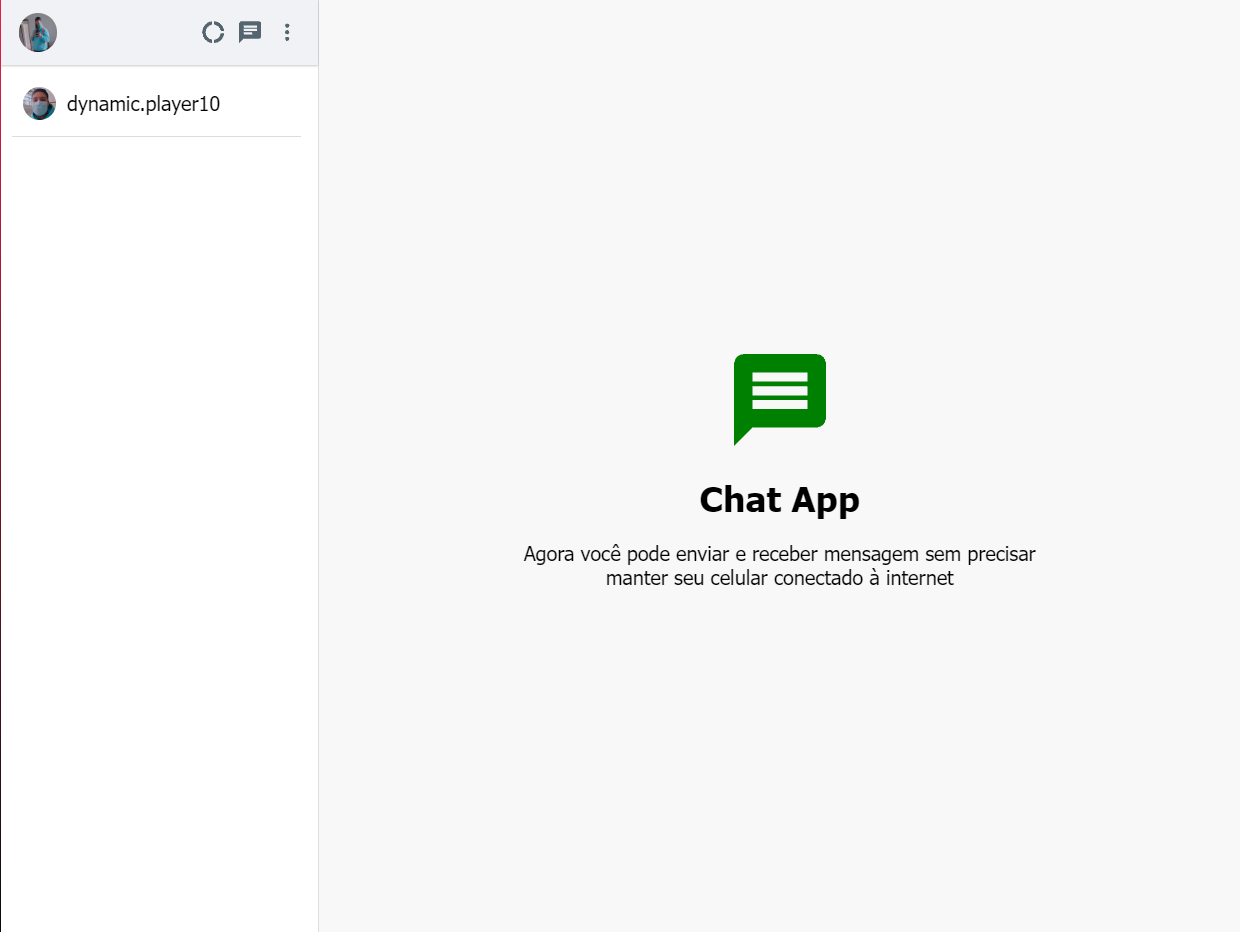 dynamic.player10
Chat App
Agora você pode enviar e receber mensagem sem precisar
manter seu celular conectado à internet